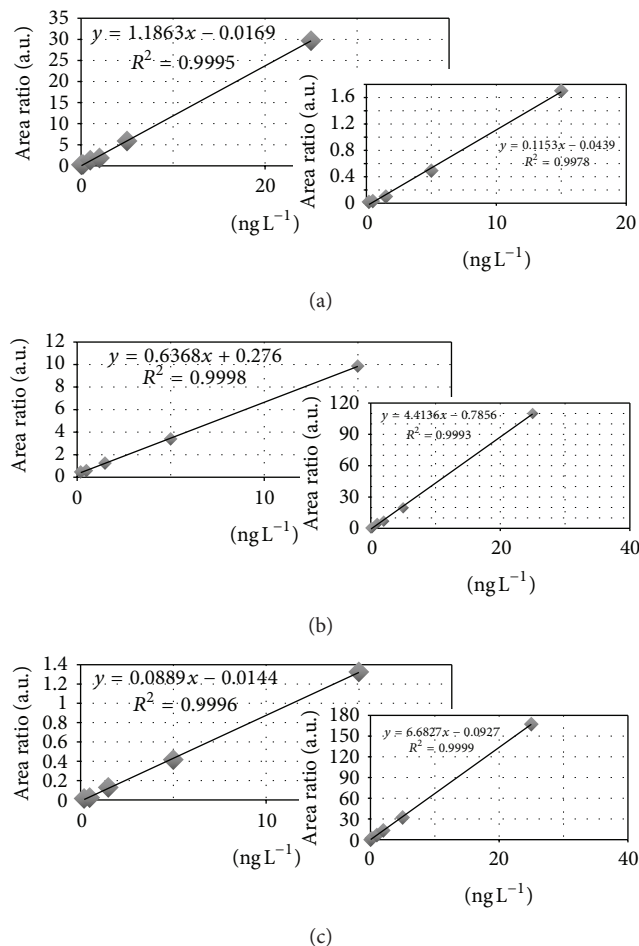 y = 1.1863x − 0.0169
R² = 0.9995
Area ratio (a.u.)
35
30
25
20
15
10
5
0
0
20
(ng L⁻¹)
y = 0.1153x − 0.0439
R² = 0.9978
Area ratio (a.u.)
1.6
1.2
0.8
0.4
0
0
10
20
(ng L⁻¹)
(a)
y = 0.6368x + 0.276
R² = 0.9998
Area ratio (a.u.)
12
10
8
6
4
2
0
0
10
(ng L⁻¹)
y = 4.4136x − 0.7856
R² = 0.9993
Area ratio (a.u.)
120
90
60
30
0
0
20
40
(ng L⁻¹)
(b)
y = 0.0889x − 0.0144
R² = 0.9996
Area ratio (a.u.)
1.4
1.2
1
0.8
0.6
0.4
0.2
0
0
10
(ng L⁻¹)
y = 6.6827x − 0.0927
R² = 0.9999
Area ratio (a.u.)
180
150
120
90
60
30
0
0
20
40
(ng L⁻¹)
(c)